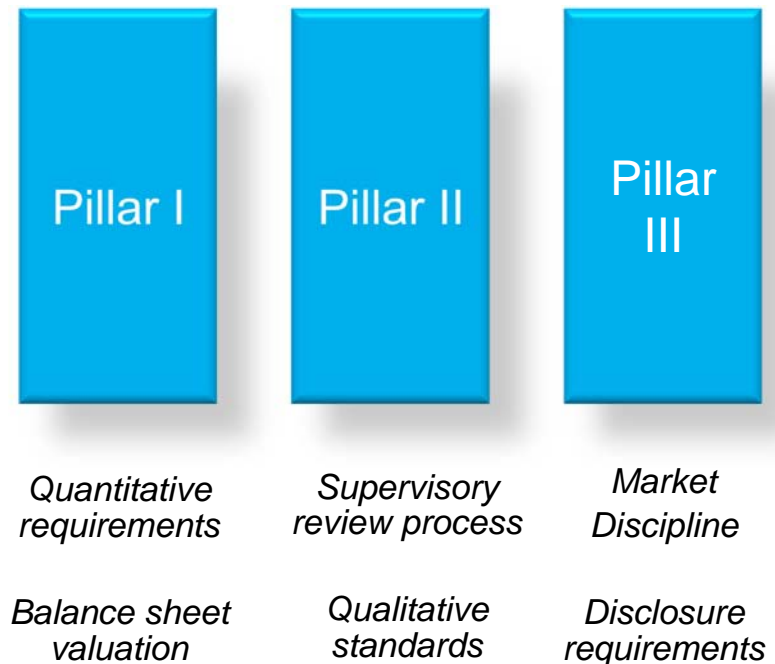 Pillar I
Pillar II
Pillar
III
Quantitative
requirements
Supervisory
review process
Market
Discipline
Balance sheet
valuation
Qualitative
standards
Disclosure
requirements